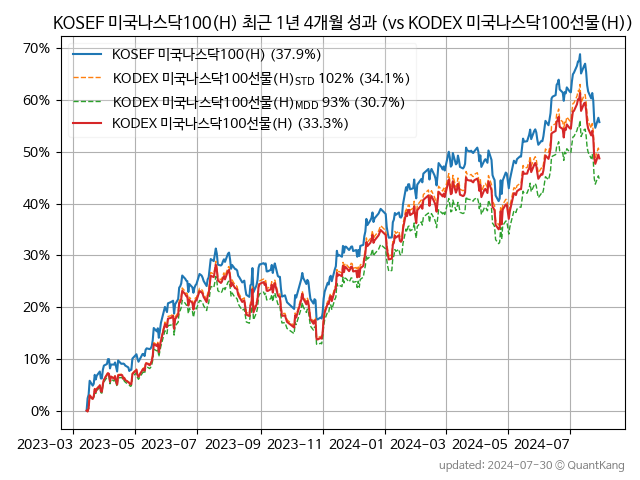 KOSEF 미국나스닥100(H) 최근 1년 4개월 성과 (vs KODEX 미국나스닥100선물(H))
KOSEF 미국나스닥100(H) (37.9%)
KODEX 미국나스닥100선물(H)STD 102% (34.1%)
KODEX 미국나스닥100선물(H)MDD 93% (30.7%)
KODEX 미국나스닥100선물(H) (33.3%)
70%
60%
50%
40%
30%
20%
10%
0%
2023-03 2023-05 2023-07 2023-09 2023-11 2024-01 2024-03 2024-05 2024-07
updated: 2024-07-30 © QuantKang